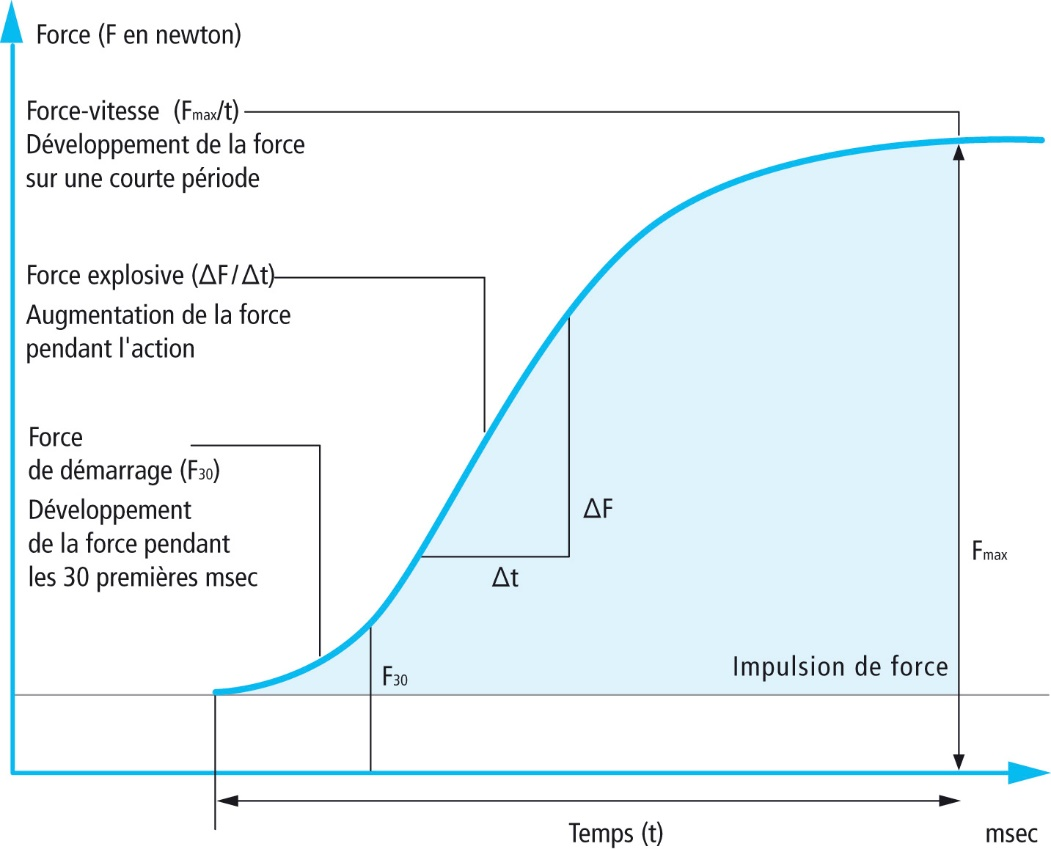 Force (F en newton)
Force-vitesse (Fmax/t)
Développement de la force
sur une courte période
Force explosive (ΔF/Δt)
Augmentation de la force
pendant l'action
Force
de démarrage (F30)
Développement
de la force pendant
les 30 premières msec
ΔF
Δt
Fmax
Impulsion de force
F30
Temps (t)
msec